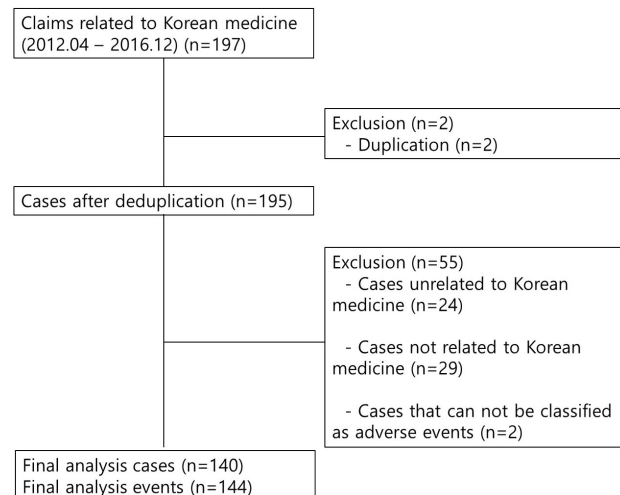 Claims related to Korean medicine
(2012.04 – 2016.12) (n=197)
Exclusion (n=2)
- Duplication (n=2)
Cases after deduplication (n=195)
Exclusion (n=55)
- Cases unrelated to Korean
medicine (n=24)
- Cases not related to Korean
medicine (n=29)
- Cases that can not be classified
as adverse events (n=2)
Final analysis cases (n=140)
Final analysis events (n=144)